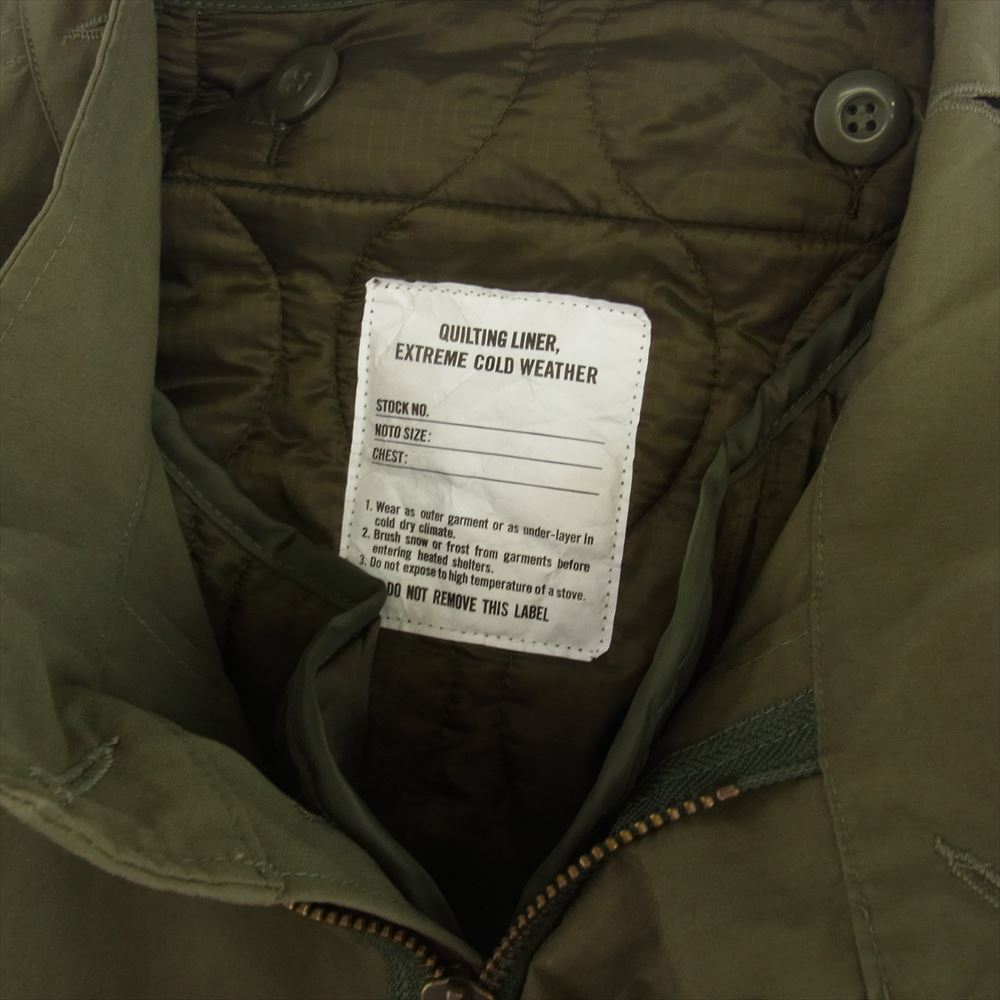 QUILTING LINER,
EXTREME COLD WEATHER
STOCK NO.
NOTO SIZE:
CHEST:
1. Wear as outer garment or as under-layer in
cold dry climate.
2. Brush snow or frost from garments before
entering heated shelters.
3. Do not expose to high temperature of a stove.
DO NOT REMOVE THIS LABEL